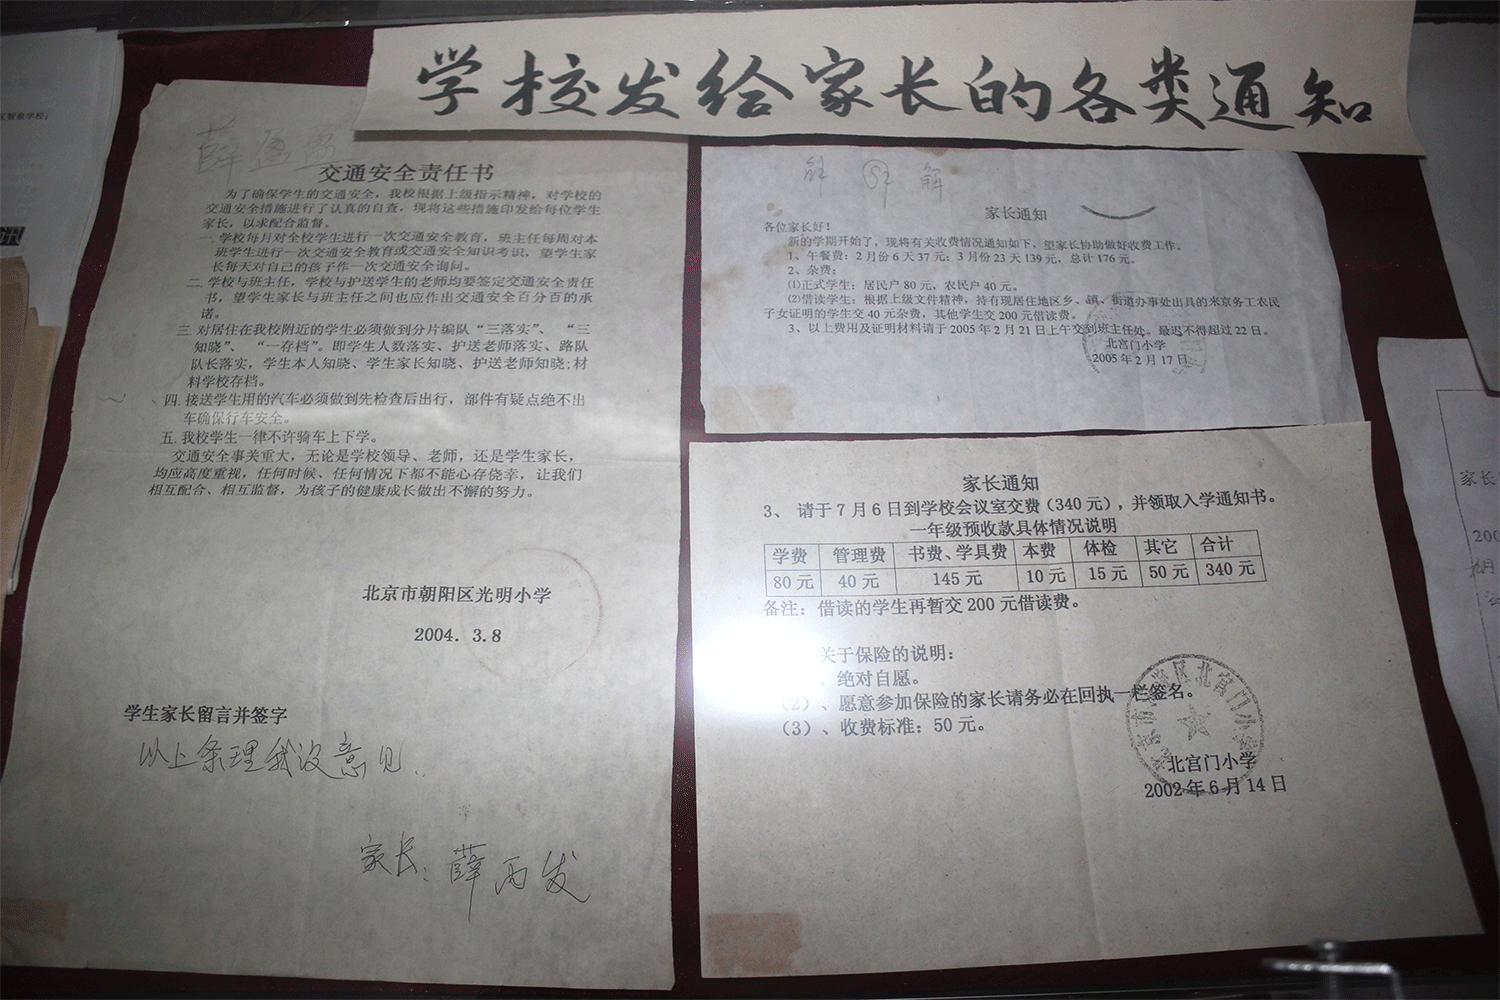 学校发给家长的各类通知
交通安全责任书
为了确保学生的交通安全，我校根据上级指示精神，对学校的
交通安全措施进行了认真的自查，现将这些措施印发给每位学生
家长，以求配合监督。
一. 学校每月对全校学生进行一次交通安全教育，班主任每周对本
班学生进行一次交通安全教育或交通安全知识考识，望学生家
长每天对自己的孩子作一次交通安全询问。
二. 学校与班主任，学校与护送学生的老师均要签定交通安全责任
书，望学生家长与班主任之间也应作出交通安全百分百的承
诺。
三. 对居住在我校附近的学生必须做到分片编队“三落实”、“三
知晓”、“一存档”。即学生人数落实、护送老师落实、路队
队长落实，学生本人知晓、学生家长知晓、护送老师知晓;材
料学校存档。
四. 接送学生用的汽车必须做到先检查后出行，部件有疑点绝不出
车确保行车安全。
五. 我校学生一律不许骑车上下学。
交通安全事关重大，无论是学校领导、老师，还是学生家长，
均应高度重视，任何时候、任何情况下都不能心存侥幸，让我们
相互配合、相互监督，为孩子的健康成长做出不懈的努力。
北京市朝阳区光明小学
2004. 3.8
学生家长留言并签字
以上条理我没意见.
家长: 薛丙发
家长通知
各位家长好！
新的学期开始了，现将有关收费情况通知如下，望家长协助做好收费工作。
1、午餐费：2月份6天37元；3月份23天139元，总计176元。
2、杂费：
⑴正式学生：居民户80元，农民户40元。
⑵借读学生：根据上级文件精神，持有现居住地区乡、镇、街道办事处出具的来京务工农民
子女证明的学生交40元杂费，其他学生交200元借读费。
3、以上费用及证明材料请于2005年2月21日上午交到班主任处。最迟不得超过22日。
北宫门小学
2005年2月17日
家长通知
3、 请于7月6日到学校会议室交费(340元)，并领取入学通知书。
一年级预收款具体情况说明
学费 管理费 书费、学具费 本费 体检 其它 合计
80元 40元 145元 10元 15元 50元 340元
备注：借读的学生再暂交200元借读费。
关于保险的说明：
、绝对自愿。
（2）、愿意参加保险的家长请务必在回执一栏签名。
（3）、收费标准：50元。
北宫门小学
2002年6月14日
家长
200